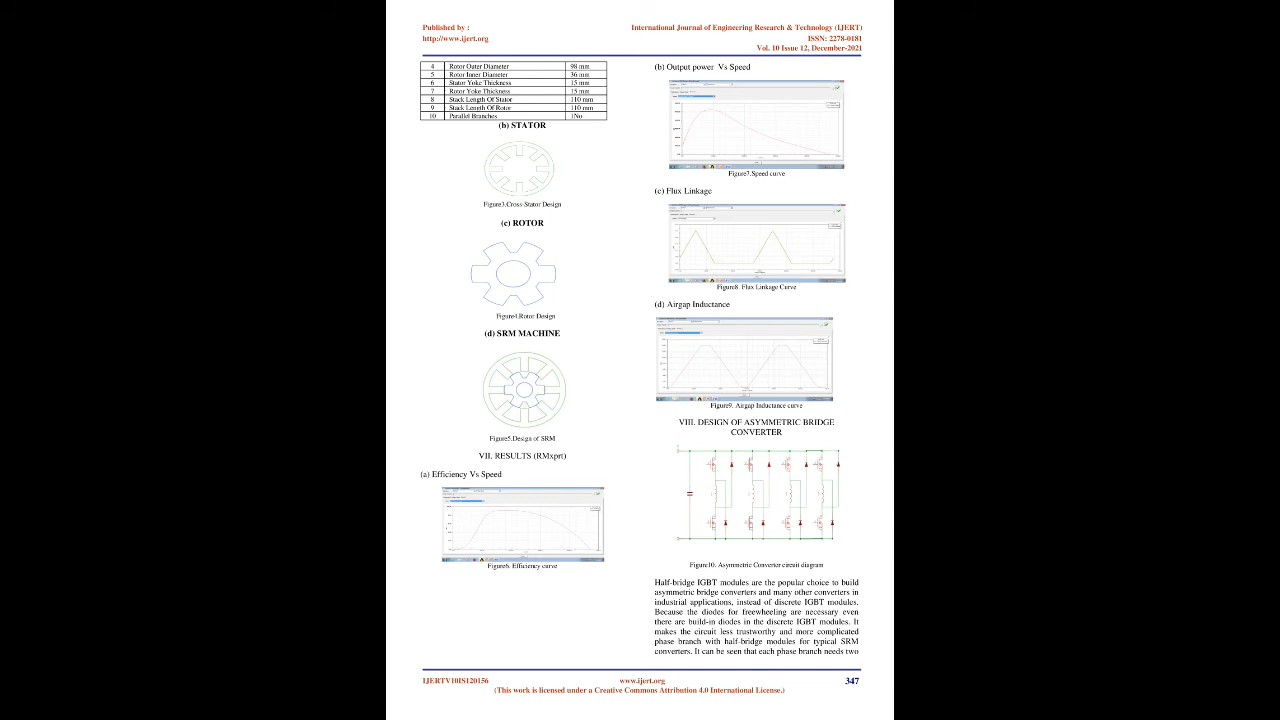 Published by :
http://www.ijert.org
International Journal of Engineering Research & Technology (IJERT)
ISSN: 2278-0181
Vol. 10 Issue 12, December-2021
4 Rotor Outer Diameter 98 mm
5 Rotor Inner Diameter 36 mm
6 Stator Yoke Thickness 15 mm
7 Rotor Yoke Thickness 15 mm
8 Stack Length Of Stator 110 mm
9 Stack Length Of Rotor 110 mm
10 Parallel Branches 1No
(b) STATOR
Figure3.Cross-Stator Design
(c) ROTOR
Figure4.Rotor Design
(d) SRM MACHINE
Figure5.Design of SRM
VII. RESULTS (RMxprt)
(a) Efficiency Vs Speed
Figure6. Efficiency curve
(b) Output power Vs Speed
Figure7.Speed curve
(c) Flux Linkage
Figure8. Flux Linkage Curve
(d) Airgap Inductance
Figure9. Airgap Inductance curve
VIII. DESIGN OF ASYMMETRIC BRIDGE
CONVERTER
Figure10. Asymmetric Converter circuit diagram
Half-bridge IGBT modules are the popular choice to build
asymmetric bridge converters and many other converters in
industrial applications, instead of discrete IGBT modules.
Because the diodes for freewheeling are necessary even
there are build-in diodes in the discrete IGBT modules. It
makes the circuit less trustworthy and more complicated
phase branch with half-bridge modules for typical SRM
converters. It can be seen that each phase branch needs two
IJERTV10IS120156
www.ijert.org
347
(This work is licensed under a Creative Commons Attribution 4.0 International License.)